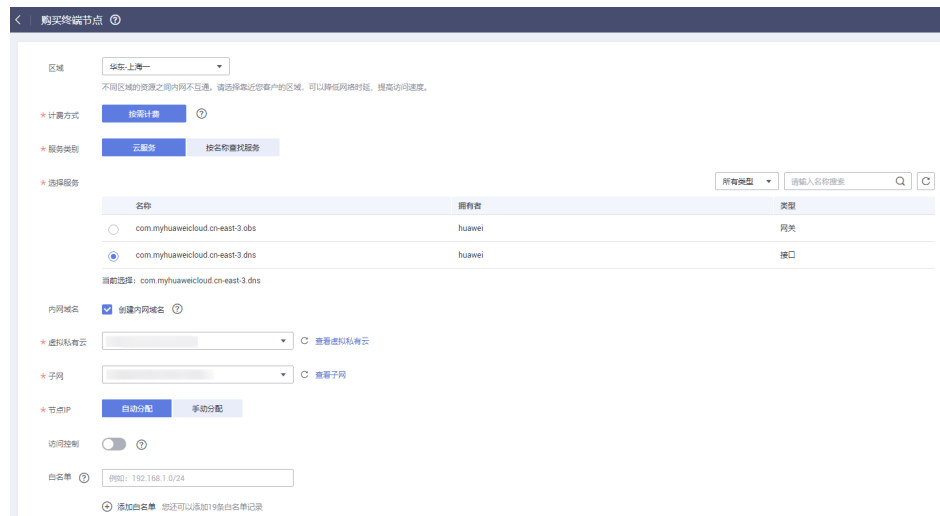 购买终端节点
区域 华东-上海一
不同区域的资源之间内网不互通。请选择靠近您客户的区域，可以降低网络时延，提高访问速度。
* 计费方式 按需计费
* 服务类别 云服务 按名称查找服务
* 选择服务 所有类型 请输入名称搜索
名称 拥有者 类型
com.myhuaweicloud.cn-east-3.obs huawei 网关
com.myhuaweicloud.cn-east-3.dns huawei 接口
当前选择：com.myhuaweicloud.cn-east-3.dns
内网域名 创建内网域名
* 虚拟私有云 查看虚拟私有云
* 子网 查看子网
* 节点IP 自动分配 手动分配
访问控制
白名单 例如：192.168.1.0/24
添加白名单 您还可以添加19条白名单记录